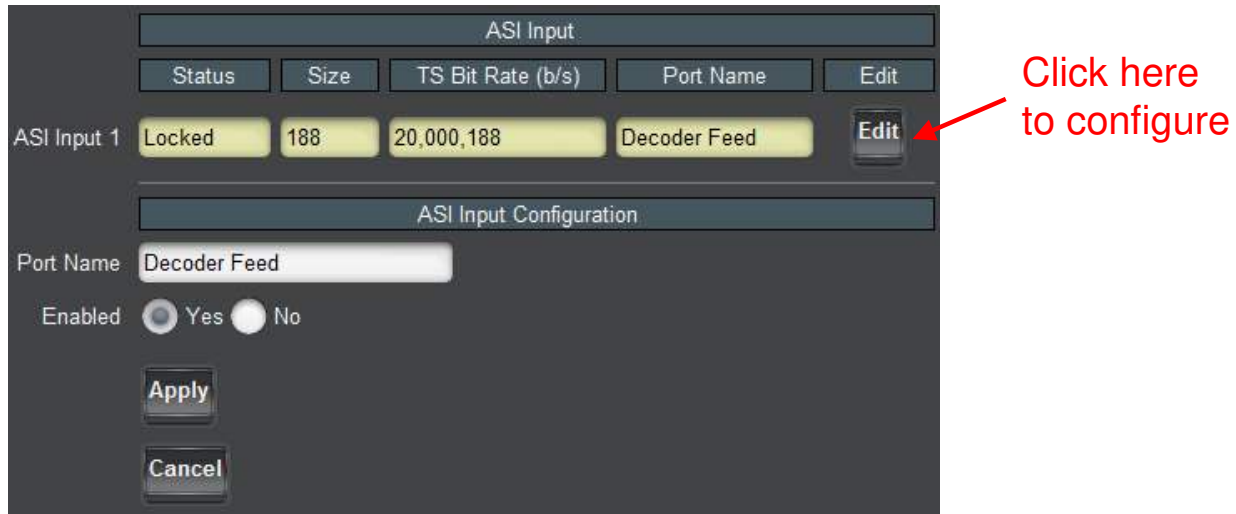 ASI Input
Status Size TS Bit Rate (b/s) Port Name Edit
ASI Input 1 Locked 188 20,000,188 Decoder Feed Edit
Click here
to configure
ASI Input Configuration
Port Name Decoder Feed
Enabled Yes No
Apply
Cancel